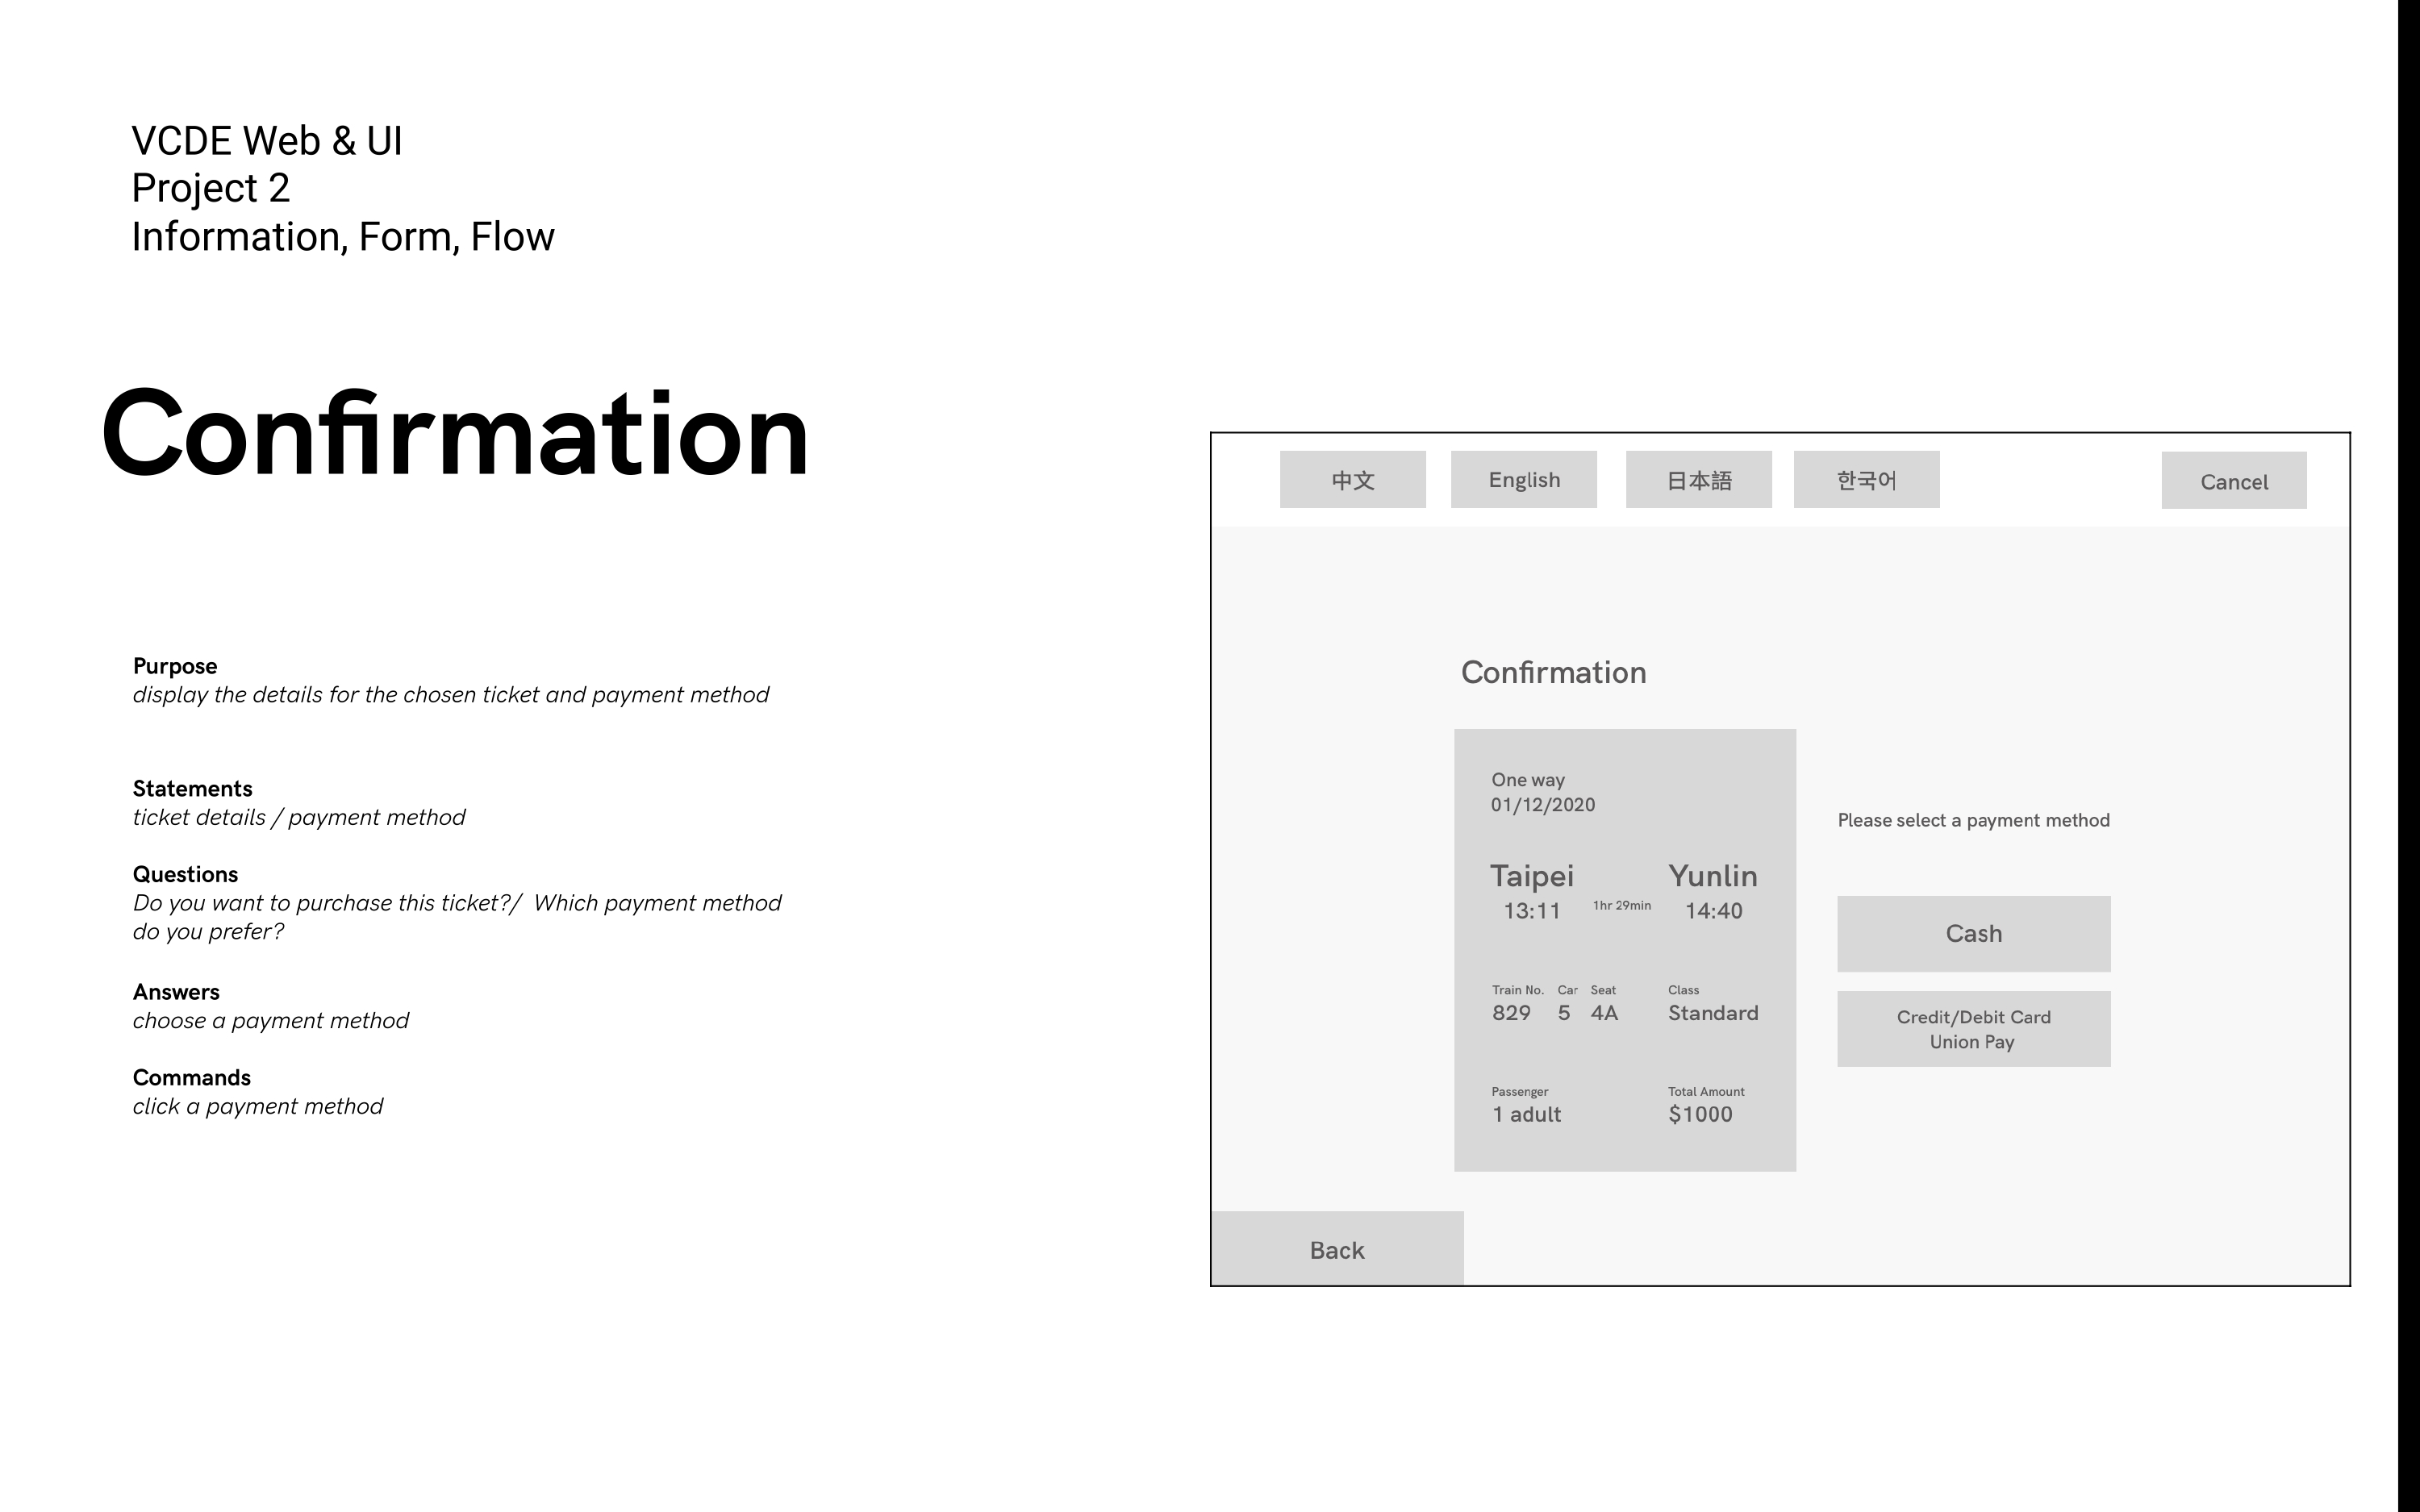 VCDE Web & UI
Project 2
Information, Form, Flow
Confirmation
Purpose
display the details for the chosen ticket and payment method
Statements
ticket details / payment method
Questions
Do you want to purchase this ticket?/  Which payment method
do you prefer?
Answers
choose a payment method
Commands
click a payment method
中文 English 日本語 한국어 Cancel
Confirmation
One way
01/12/2020
Taipei Yunlin
13:11 1hr 29min 14:40
Train No. Car Seat Class
829 5 4A Standard
Passenger Total Amount
1 adult $1000
Please select a payment method
Cash
Credit/Debit Card
Union Pay
Back